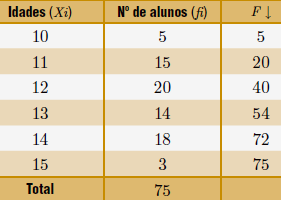 Idades (Xi) Nº de alunos (fi) F ↓
10 5 5
11 15 20
12 20 40
13 14 54
14 18 72
15 3 75
Total 75